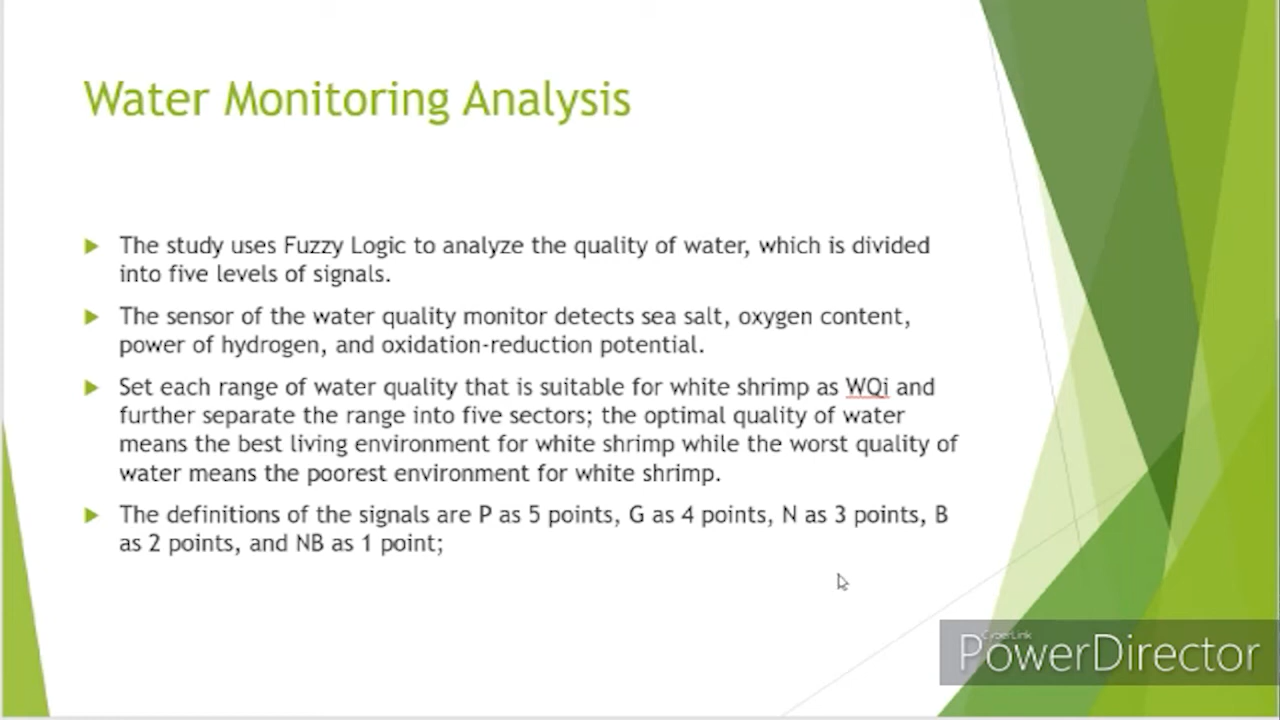 Water Monitoring Analysis
The study uses Fuzzy Logic to analyze the quality of water, which is divided
into five levels of signals.
The sensor of the water quality monitor detects sea salt, oxygen content,
power of hydrogen, and oxidation-reduction potential.
Set each range of water quality that is suitable for white shrimp as WQi and
further separate the range into five sectors; the optimal quality of water
means the best living environment for white shrimp while the worst quality of
water means the poorest environment for white shrimp.
The definitions of the signals are P as 5 points, G as 4 points, N as 3 points, B
as 2 points, and NB as 1 point;
CyberLink
PowerDirector